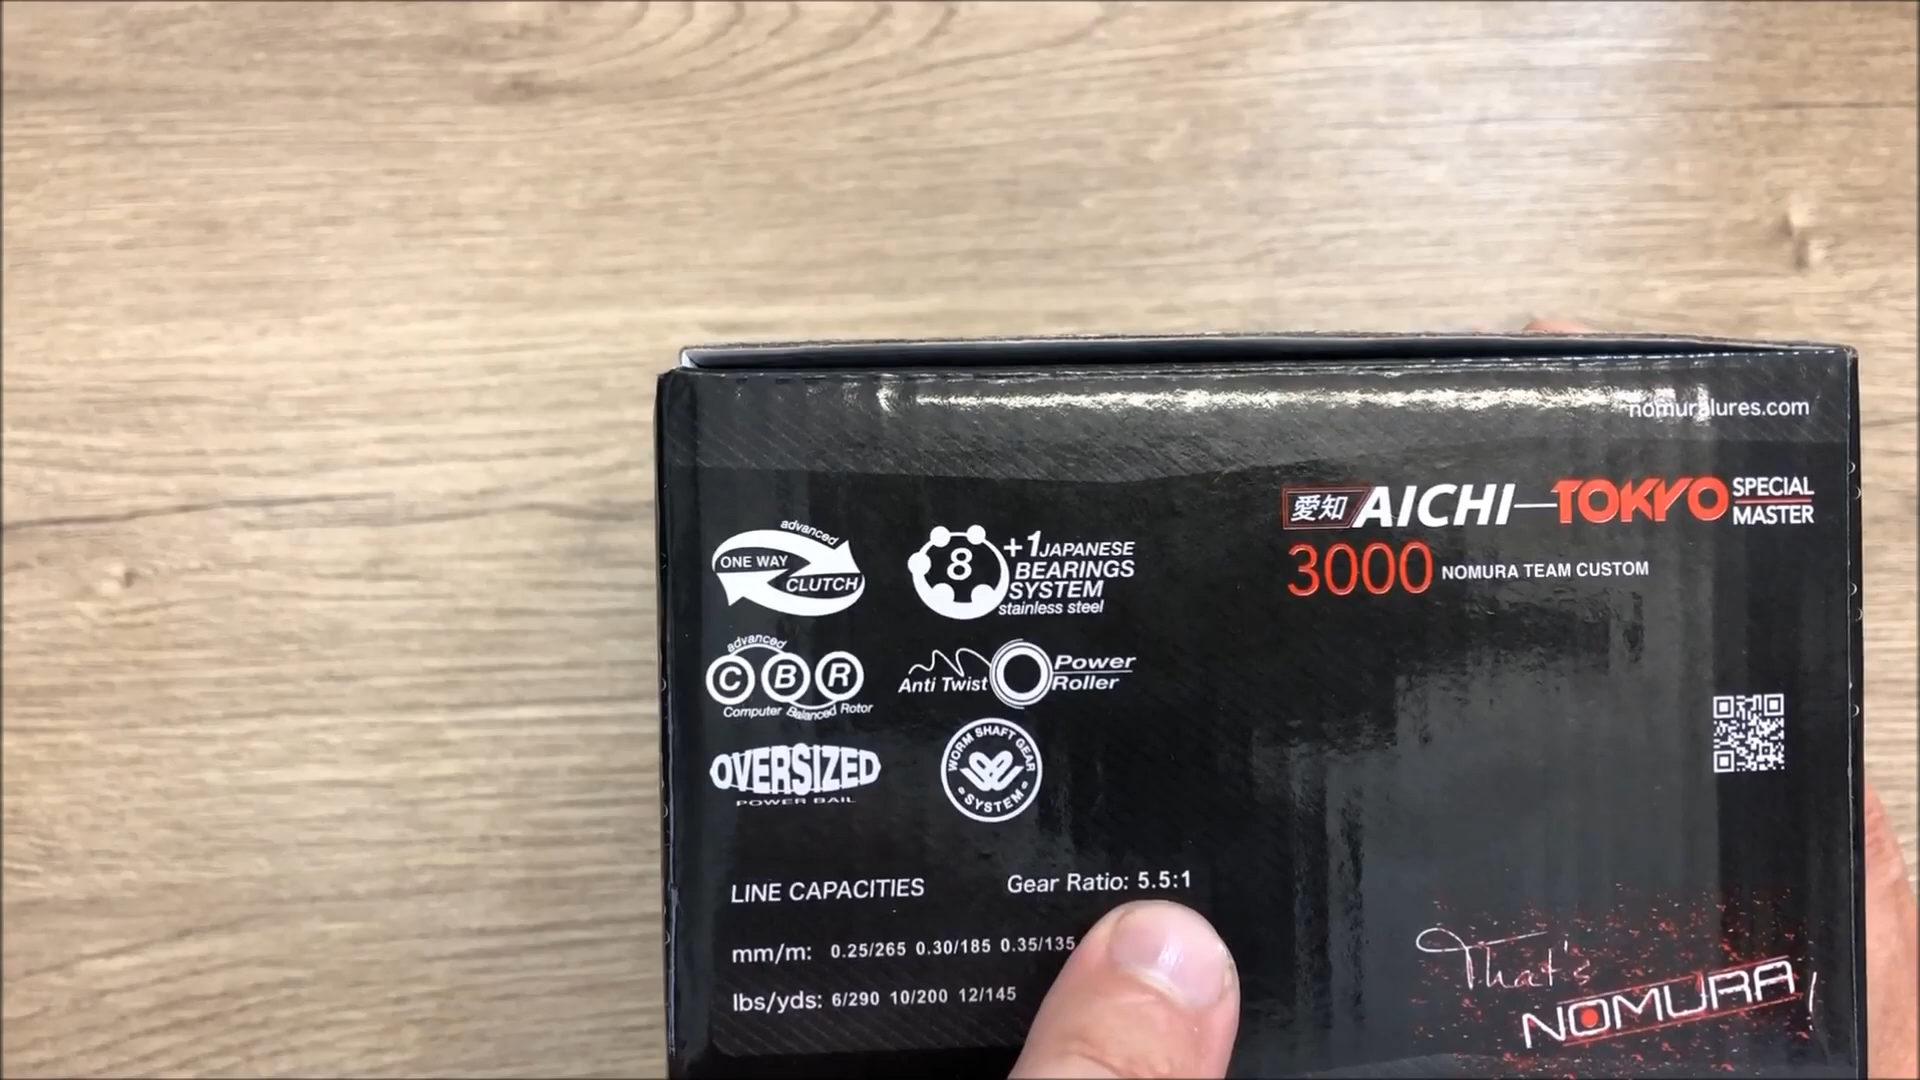 nomuralures.com
愛知 AICHI—TOKYO SPECIAL MASTER
3000 NOMURA TEAM CUSTOM
advanced
ONE WAY
CLUTCH
8 +1 JAPANESE
BEARINGS
SYSTEM
stainless steel
advanced
C B R
Computer Balanced Rotor
Anti Twist Power Roller
OVERSIZED
POWER BAIL
WORM SHAFT GEAR
SYSTEM
LINE CAPACITIES
Gear Ratio: 5.5:1
mm/m: 0.25/265 0.30/185 0.35/135
lbs/yds: 6/290 10/200 12/145
That's
NOMURA!